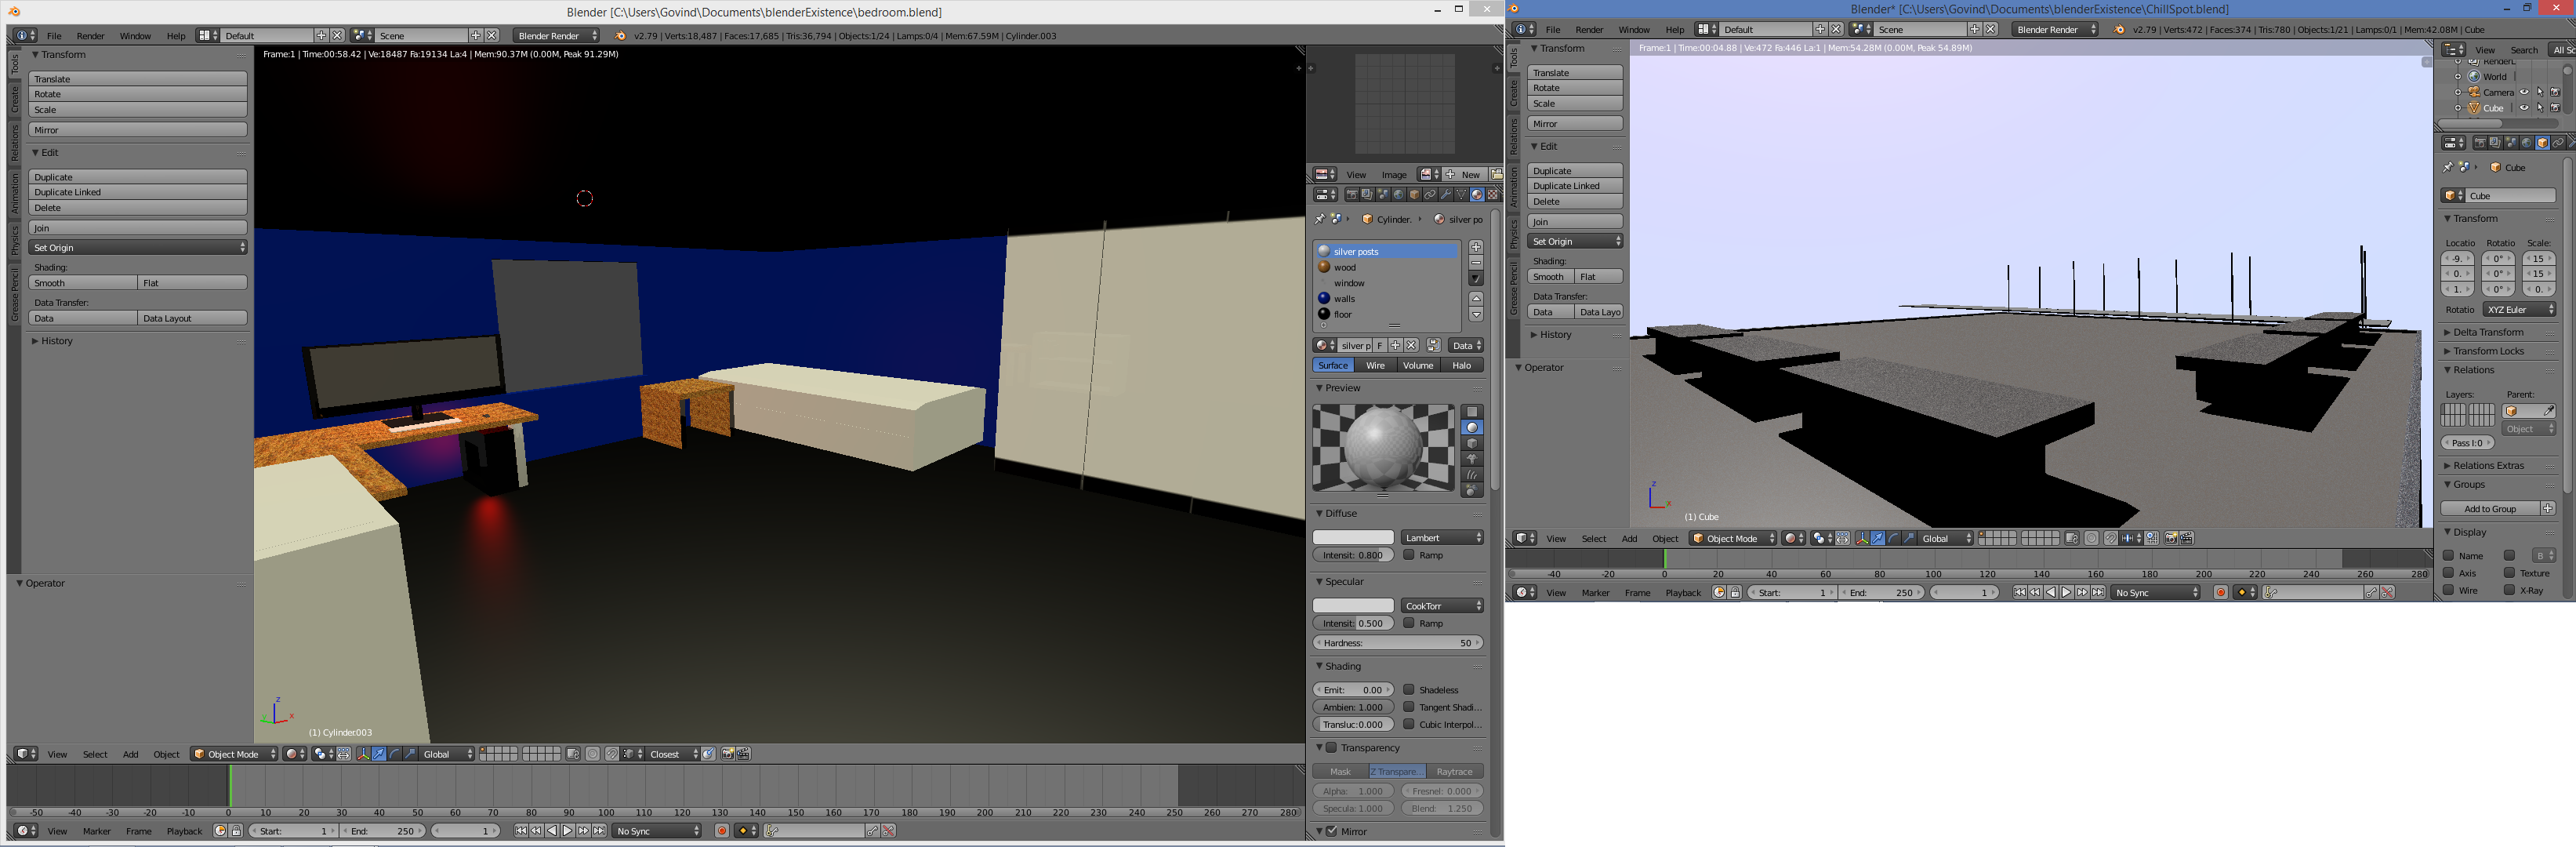 Blender [C:\Users\Govind\Documents\blenderExistence\bedroom.blend]
File Render Window Help Default Scene Blender Render v2.79 | Verts:18,487 | Faces:17,685 | Tris:36,794 | Objects:1/24 | Lamps:0/4 | Mem:67.59M | Cylinder.003
Tools
Create
Relations
Animation
Physics
Grease Pencil
Transform
Translate
Rotate
Scale
Mirror
Edit
Duplicate
Duplicate Linked
Delete
Join
Set Origin
Shading:
Smooth Flat
Data Transfer:
Data Data Layout
History
Operator
Frame:1 | Time:00:58.42 | Ve:18487 Fa:19134 La:4 | Mem:90.37M (0.00M, Peak 91.29M)
z
x
(1) Cylinder.003
View Select Add Object Object Mode Global Closest
-50 -40 -30 -20 -10 0 10 20 30 40 50 60 70 80 90 100 110 120 130 140 150 160 170 180 190 200 210 220 230 240 250 260 270 280
View Marker Frame Playback Start: 1 End: 250 1 No Sync
View Image New
Cylinder. silver po
silver posts
wood
window
walls
floor
silver p F Data
Surface Wire Volume Halo
Preview
Diffuse
Lambert
Intensit: 0.800 Ramp
Specular
CookTorr
Intensit: 0.500 Ramp
Hardness: 50
Shading
Emit: 0.00 Shadeless
Ambien: 1.000 Tangent Shadi...
Transluc:0.000 Cubic Interpol...
Transparency
Mask Z Transpare... Raytrace
Alpha: 1.000 Fresnel: 0.000
Specula: 1.000 Blend: 1.250
Mirror
Blender* [C:\Users\Govind\Documents\blenderExistence\ChillSpot.blend]
File Render Window Help Default Scene Blender Render v2.79 | Verts:472 | Faces:374 | Tris:780 | Objects:1/21 | Lamps:0/1 | Mem:42.08M | Cube
Tools
Create
Relations
Animation
Physics
Grease Pencil
Transform
Translate
Rotate
Scale
Mirror
Edit
Duplicate
Duplicate Linked
Delete
Join
Set Origin
Shading:
Smooth Flat
Data Transfer:
Data Data Layo
History
Operator
Frame:1 | Time:00:04.88 | Ve:472 Fa:446 La:1 | Mem:54.28M (0.00M, Peak 54.89M)
z
x
(1) Cube
View Select Add Object Object Mode Global
-40 -20 0 20 40 60 80 100 120 140 160 180 200 220 240 260 280
View Marker Frame Playback Start: 1 End: 250 1 No Sync
View Search All Sc
RenderL
World
Camera
Cube
Cube
Cube
Transform
Locatio Rotatio Scale:
-9. 0° 15
0. 0° 15
1. 0° 0.
Rotatio XYZ Euler
Delta Transform
Transform Locks
Relations
Layers: Parent:
Object
Pass I:0
Relations Extras
Groups
Add to Group
Display
Name B
Axis Texture
Wire X-Ray